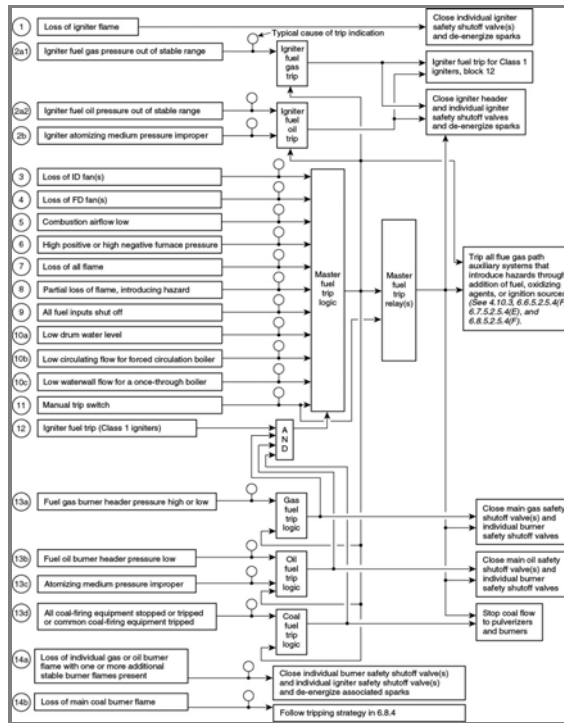 1
Loss of igniter flame
Typical cause of trip indication
Close individual igniter
safety shutoff valve(s)
and de-energize sparks
2a1
Igniter fuel gas pressure out of stable range
Igniter
fuel
gas
trip
Igniter fuel trip for Class 1
igniters, block 12
2a2
Igniter fuel oil pressure out of stable range
2b
Igniter atomizing medium pressure improper
Igniter
fuel
oil
trip
Close igniter header
and individual igniter
safety shutoff valves
and de-energize sparks
3
Loss of ID fan(s)
4
Loss of FD fan(s)
5
Combustion airflow low
6
High positive or high negative furnace pressure
7
Loss of all flame
8
Partial loss of flame, introducing hazard
9
All fuel inputs shut off
10a
Low drum water level
10b
Low circulating flow for forced circulation boiler
10c
Low waterwall flow for a once-through boiler
11
Manual trip switch
Master
fuel
trip
logic
Master
fuel
trip
relay(s)
Trip all flue gas path
auxiliary systems that
introduce hazards through
addition of fuel, oxidizing
agents, or ignition sources
(See 4.10.3, 6.6.5.2.5.4(F),
6.7.5.2.5.4(E), and
6.8.5.2.5.4(F).
12
Igniter fuel trip (Class 1 igniters)
A
N
D
13a
Fuel gas burner header pressure high or low
Gas
fuel
trip logic
Close main gas safety
shutoff valve(s) and
individual burner
safety shutoff valves
13b
Fuel oil burner header pressure low
13c
Atomizing medium pressure improper
Oil
fuel
trip logic
Close main oil safety
shutoff valve(s) and
individual burner
safety shutoff valves
13d
All coal-firing equipment stopped or tripped
or common coal-firing equipment tripped
Coal
fuel
trip
logic
Stop coal flow
to pulverizers
and burners
14a
Loss of individual gas or oil burner
flame with one or more additional
stable burner flames present
Close individual burner safety shutoff valve(s)
and individual igniter safety shutoff valve(s)
and de-energize associated sparks
14b
Loss of main coal burner flame
Follow tripping strategy in 6.8.4